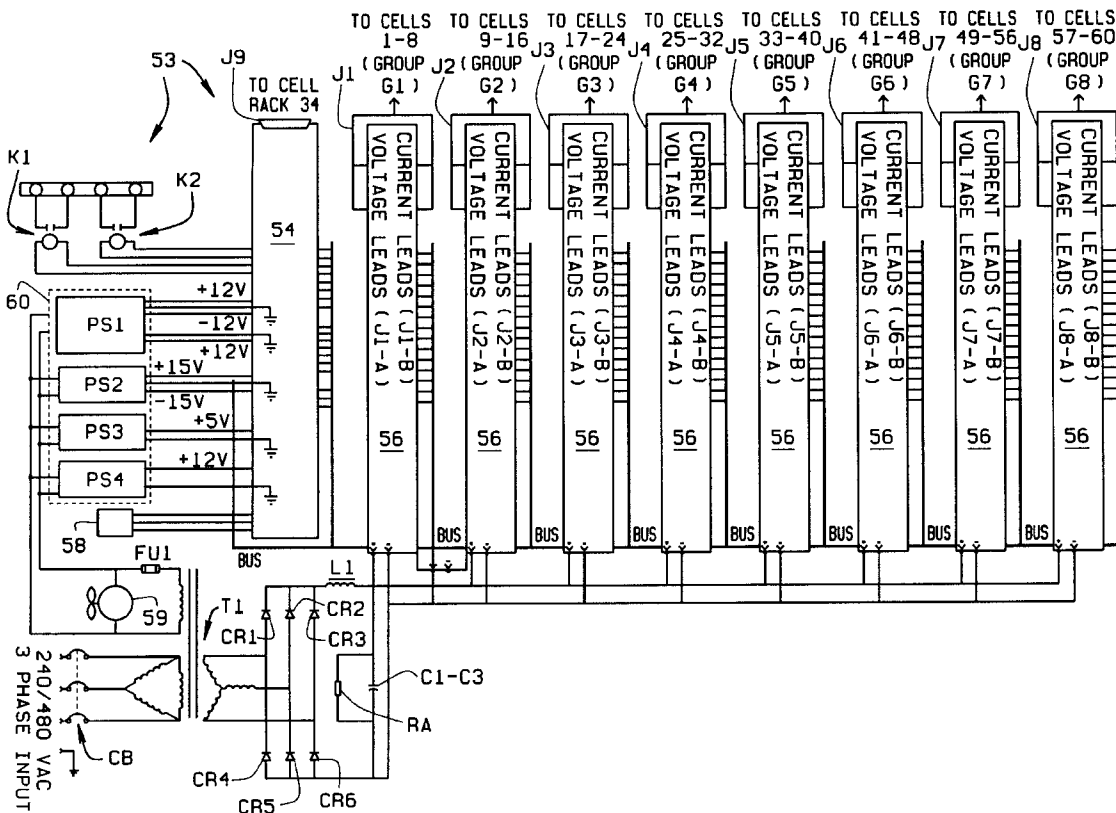 TO CELLS 1-8 (GROUP G1)
TO CELLS 9-16 (GROUP G2)
TO CELLS 17-24 (GROUP G3)
TO CELLS 25-32 (GROUP G4)
TO CELLS 33-40 (GROUP G5)
TO CELLS 41-48 (GROUP G6)
TO CELLS 49-56 (GROUP G7)
TO CELLS 57-60 (GROUP G8)
J1
J2
J3
J4
J5
J6
J7
J8
53
J9
TO CELL
RACK 34
K1
K2
54
CURRENT LEADS (J1-B)
VOLTAGE LEADS (J1-A)
56
CURRENT LEADS (J2-B)
VOLTAGE LEADS (J2-A)
56
CURRENT LEADS (J3-B)
VOLTAGE LEADS (J3-A)
56
CURRENT LEADS (J4-B)
VOLTAGE LEADS (J4-A)
56
CURRENT LEADS (J5-B)
VOLTAGE LEADS (J5-A)
56
CURRENT LEADS (J6-B)
VOLTAGE LEADS (J6-A)
56
CURRENT LEADS (J7-B)
VOLTAGE LEADS (J7-A)
56
CURRENT LEADS (J8-B)
VOLTAGE LEADS (J8-A)
56
60
PS1
+12V
-12V
+12V
PS2
+15V
-15V
PS3
+5V
PS4
+12V
58
BUS
BUS
BUS
BUS
BUS
BUS
BUS
BUS
FU1
59
T1
L1
CR1
CR2
CR3
C1-C3
RA
240/480 VAC
3 PHASE INPUT
CB
CR4
CR5
CR6